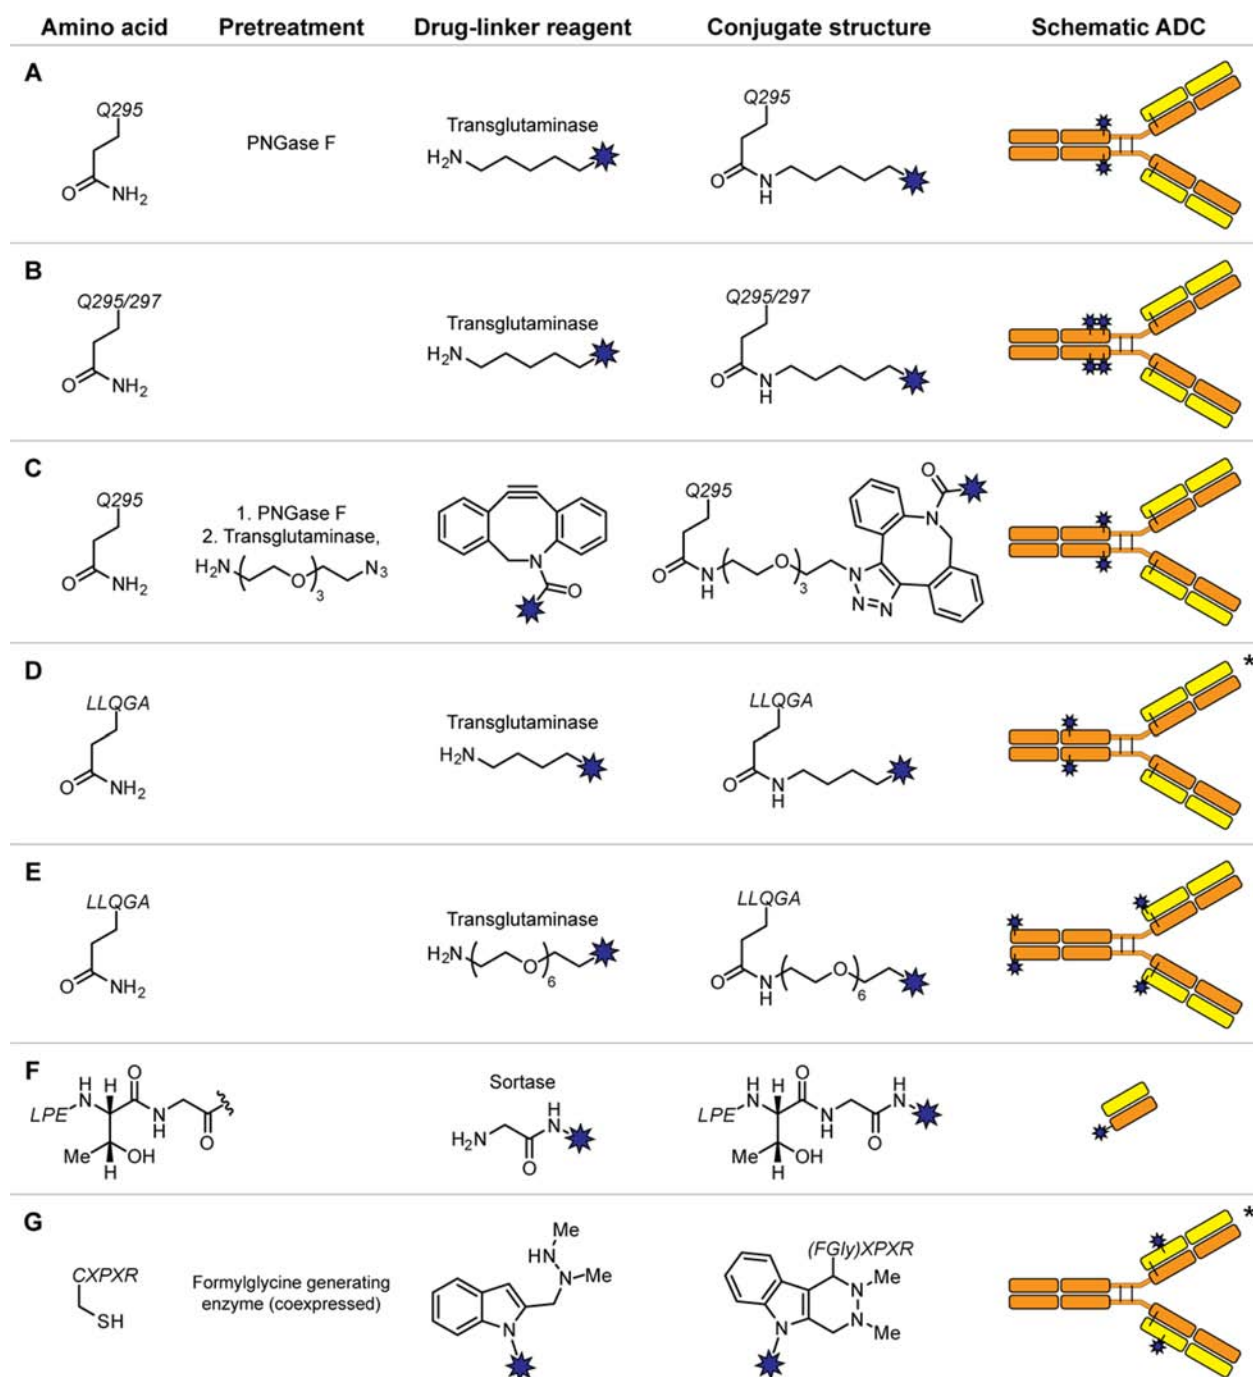 Amino acid Pretreatment Drug-linker reagent Conjugate structure Schematic ADC
A
Q295
O NH2
PNGase F
Transglutaminase
H2N
Q295
O N H
B
Q295/297
O NH2
Transglutaminase
H2N
Q295/297
O N H
C
Q295
O NH2
1. PNGase F
2. Transglutaminase,
H2N O 3 N3
N O
Q295
O N H O 3 N N N
O N
D
LLQGA
O NH2
Transglutaminase
H2N
LLQGA
O N H
*
E
LLQGA
O NH2
Transglutaminase
H2N O 6
LLQGA
O N H O 6
F
LPE H N H O N H O
Me OH H
Sortase
H2N O H N
LPE H N H O N H O H N
Me OH H
G
CXPXR
SH
Formylglycine generating
enzyme (coexpressed)
Me
HN
N Me
N
(FGly)XPXR
N Me
N Me
N
*